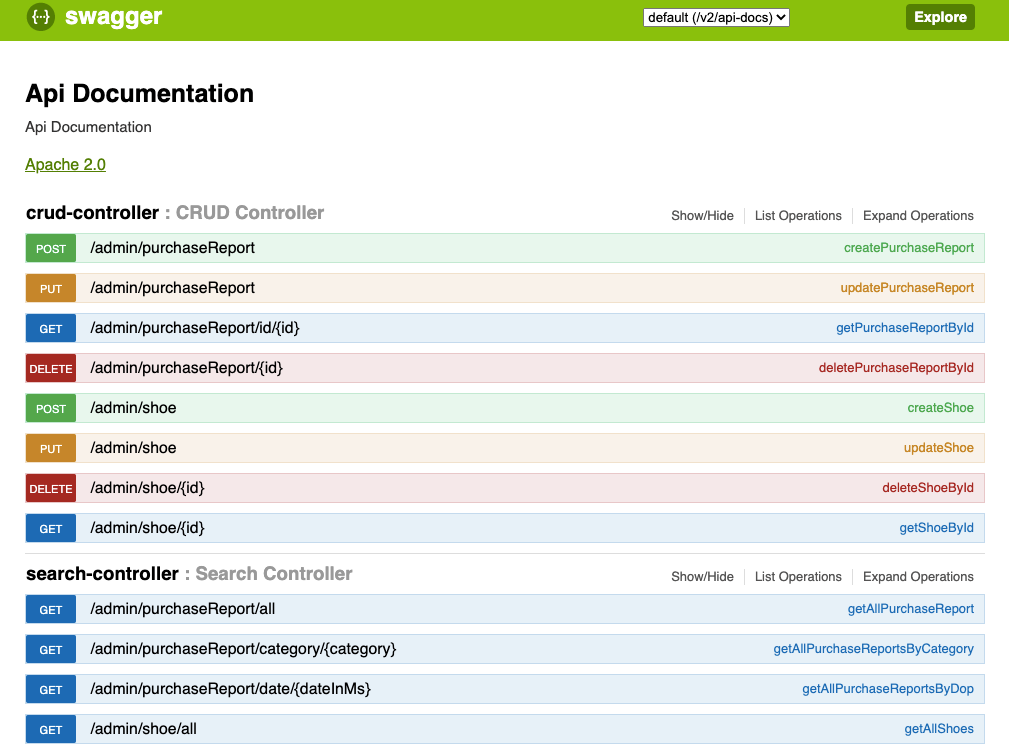 {···} swagger default (/v2/api-docs) Explore
Api Documentation
Api Documentation
Apache 2.0
crud-controller : CRUD Controller Show/Hide List Operations Expand Operations
POST /admin/purchaseReport createPurchaseReport
PUT /admin/purchaseReport updatePurchaseReport
GET /admin/purchaseReport/id/{id} getPurchaseReportById
DELETE /admin/purchaseReport/{id} deletePurchaseReportById
POST /admin/shoe createShoe
PUT /admin/shoe updateShoe
DELETE /admin/shoe/{id} deleteShoeById
GET /admin/shoe/{id} getShoeById
search-controller : Search Controller Show/Hide List Operations Expand Operations
GET /admin/purchaseReport/all getAllPurchaseReport
GET /admin/purchaseReport/category/{category} getAllPurchaseReportsByCategory
GET /admin/purchaseReport/date/{dateInMs} getAllPurchaseReportsByDop
GET /admin/shoe/all getAllShoes